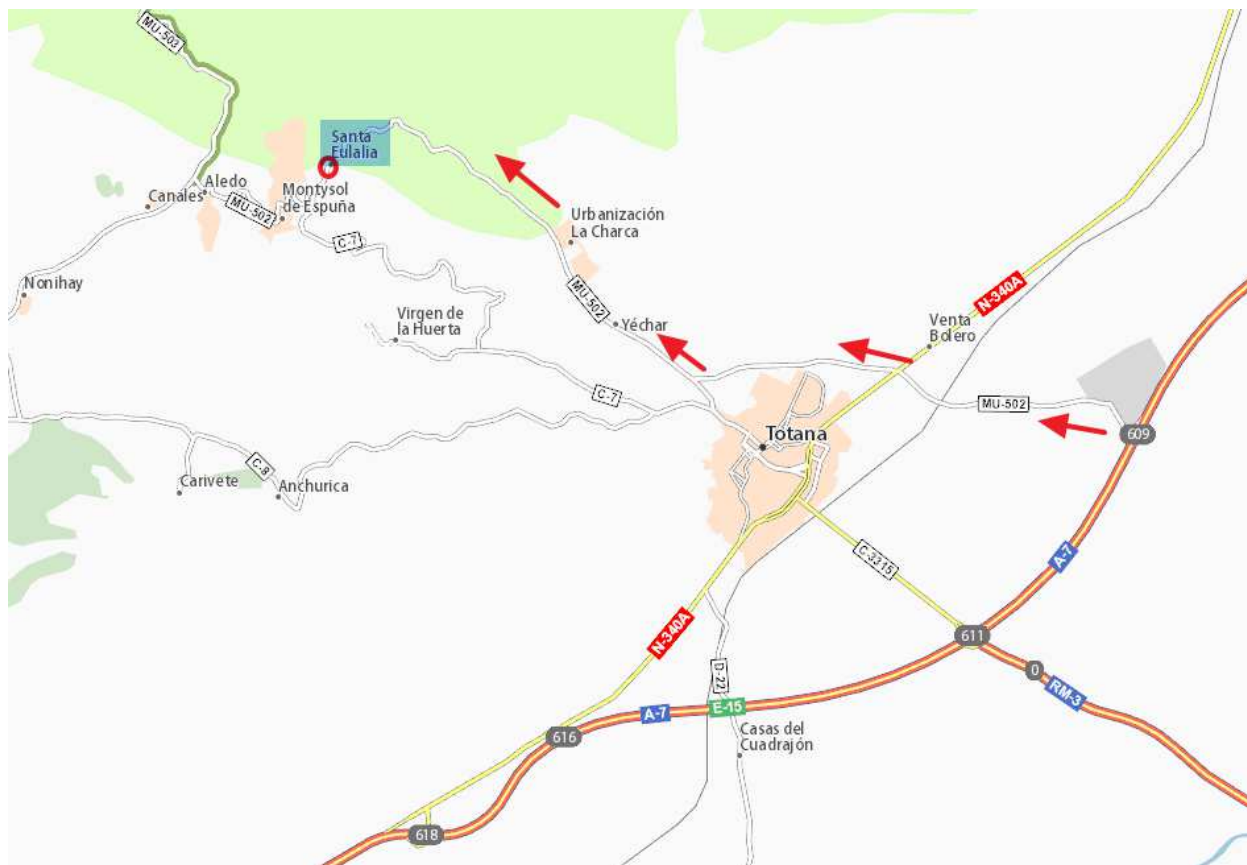 MU-503
Santa
Eulalia
Aledo
Canales
Montysol
de Espuña
MU-502
Urbanización
La Charca
C-7
Nonihay
MU-502
N-340A
Virgen de
la Huerta
Yéchar
Venta
Bolero
C-7
MU-502
Totana
609
C-8
Carivete
Anchurica
C-3315
A-7
N-340A
611
D-22
0
RM-3
A-7
E-15
616
Casas del
Cuadrajón
618